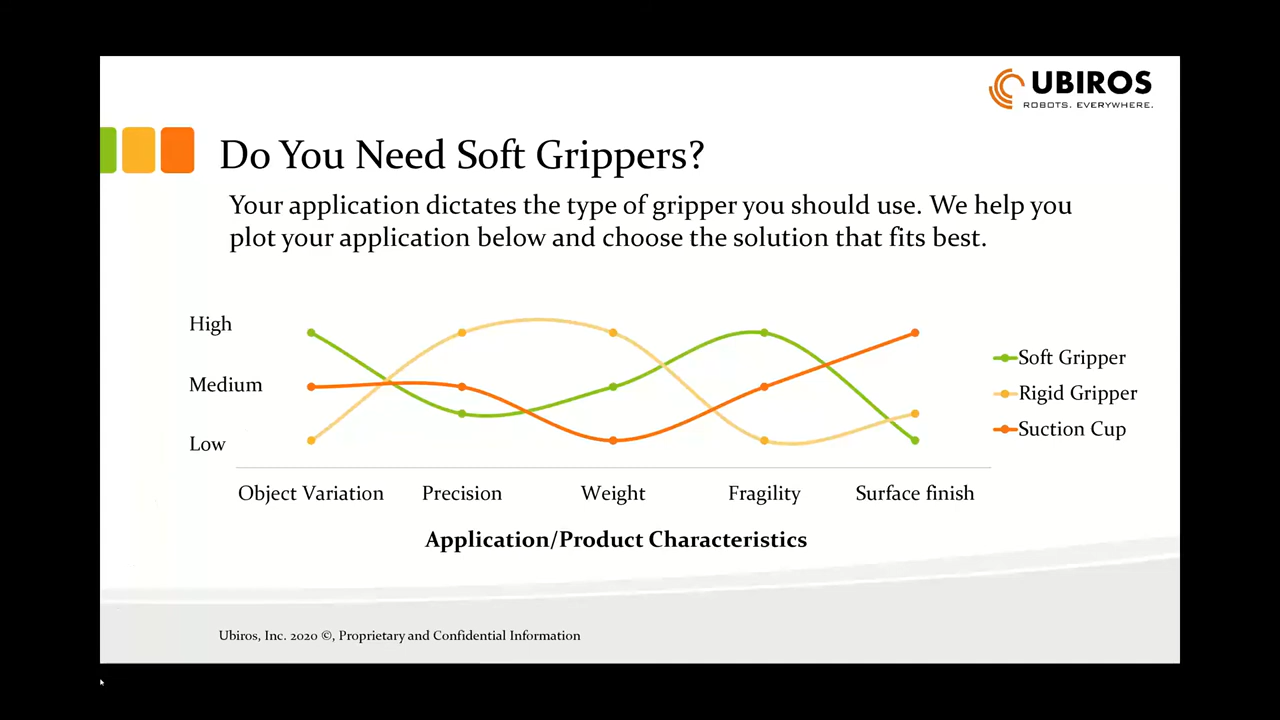 UBIROS
ROBOTS. EVERYWHERE.
Do You Need Soft Grippers?
Your application dictates the type of gripper you should use. We help you
plot your application below and choose the solution that fits best.
High
Medium
Low
Soft Gripper
Rigid Gripper
Suction Cup
Object Variation Precision Weight Fragility Surface finish
Application/Product Characteristics
Ubiros, Inc. 2020 ©, Proprietary and Confidential Information